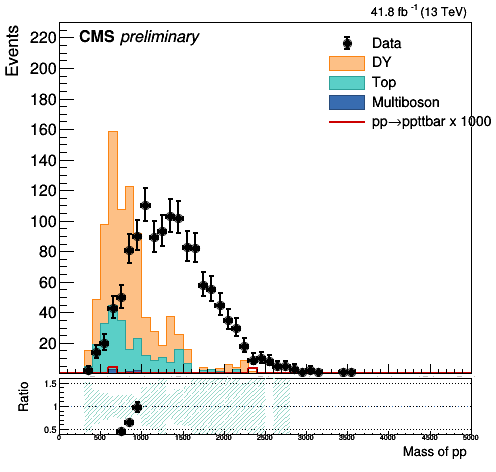 41.8 fb⁻¹ (13 TeV)
CMS preliminary
Events
220
200
180
160
140
120
100
80
60
40
20
Data
DY
Top
Multiboson
pp→ppttbar x 1000
Ratio
1.5
1
0.5
0 500 1000 1500 2000 2500 3000 3500 4000 4500 5000
Mass of pp